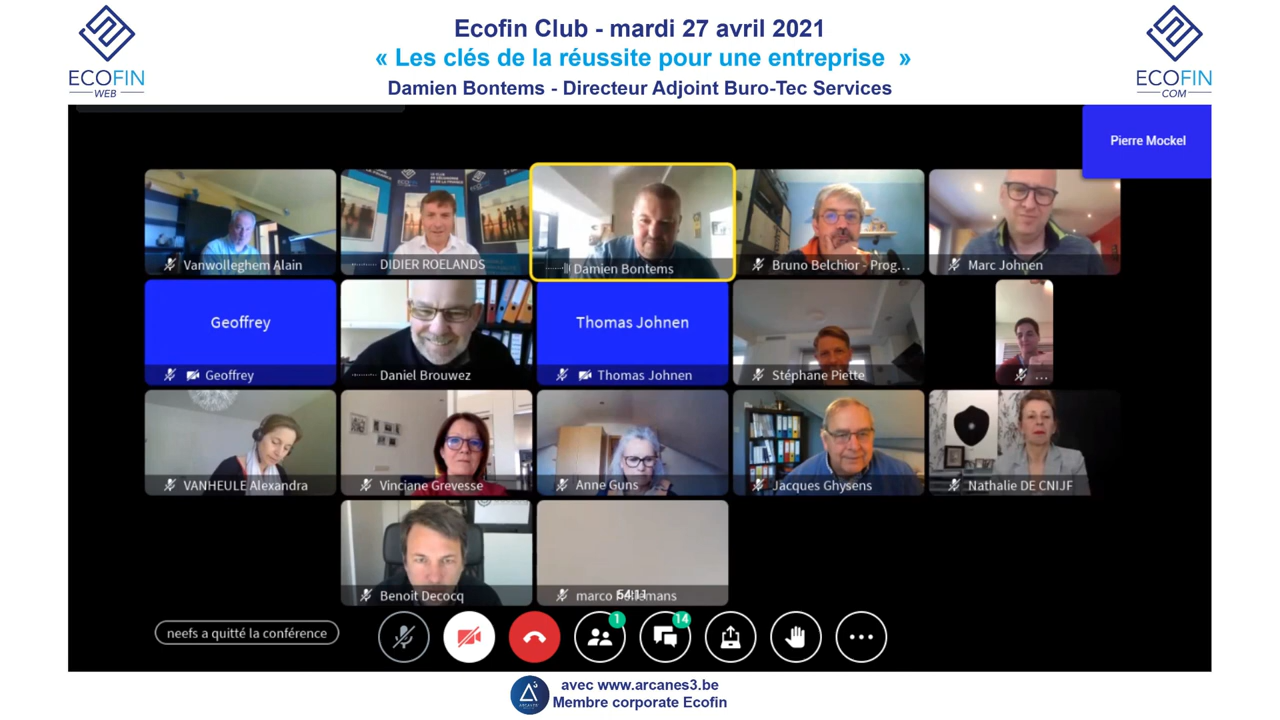 Ecofin Club - mardi 27 avril 2021
« Les clés de la réussite pour une entreprise »
Damien Bontems - Directeur Adjoint Buro-Tec Services
ECOFIN
WEB
ECOFIN
COM
Pierre Mockel
Vanwolleghem Alain
DIDIER ROELANDS
Damien Bontems
Bruno Belchior - Prog...
Marc Johnen
Geoffrey
Geoffrey
Daniel Brouwez
Thomas Johnen
Thomas Johnen
Stéphane Piette
...
VANHEULE Alexandra
Vinciane Grevesse
Anne Guns
Jacques Ghysens
Nathalie DE CNIJF
Benoit Decocq
marco
54:11
neefs a quitté la conférence
1
14
avec www.arcanes3.be
Membre corporate Ecofin